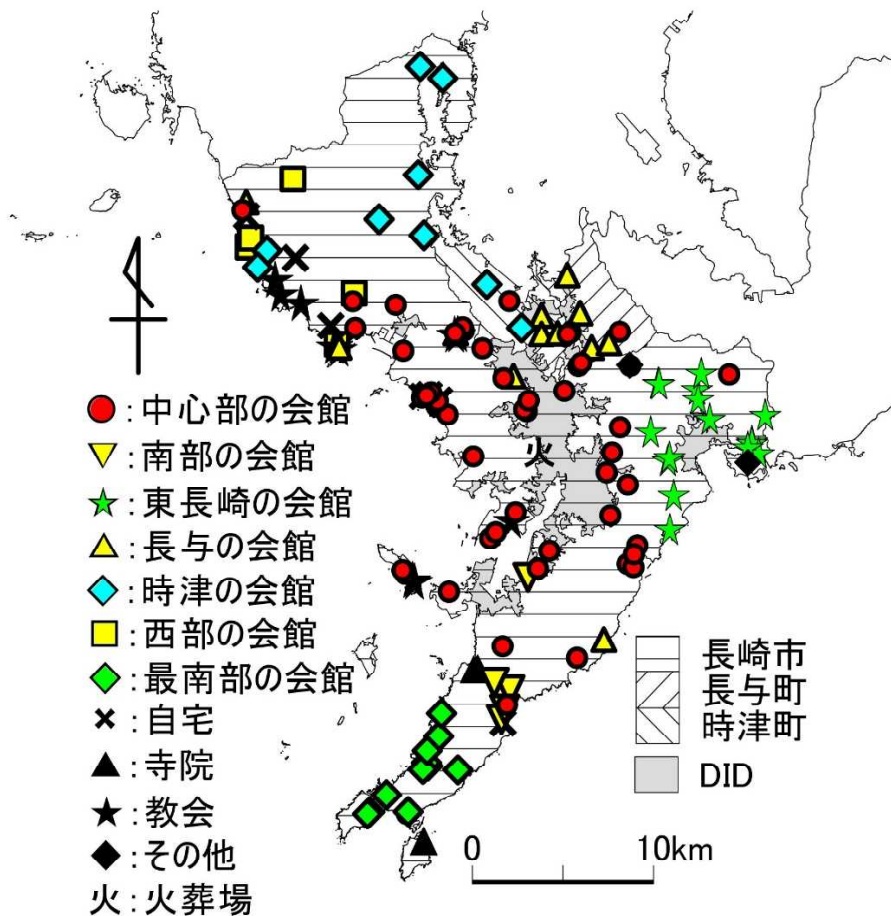 火
:中心部の会館
:南部の会館
:東長崎の会館
:長与の会館
:時津の会館
:西部の会館
:最南部の会館
:自宅
:寺院
:教会
:その他
火:火葬場
長崎市
長与町
時津町
DID
0 10km